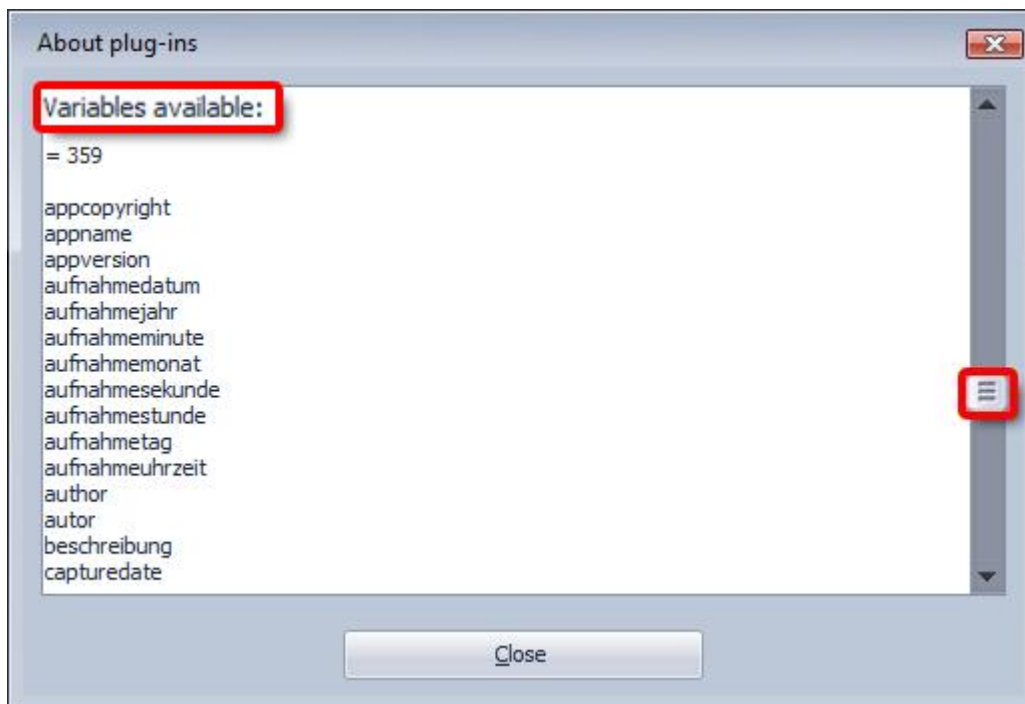 About plug-ins
Variables available:
= 359
appcopyright
appname
appversion
aufnahmedatum
aufnahmejahr
aufnahmeminute
aufnahmemonat
aufnahmesekunde
aufnahmestunde
aufnahmetag
aufnahmeuhrzeit
author
autor
beschreibung
capturedate
Close